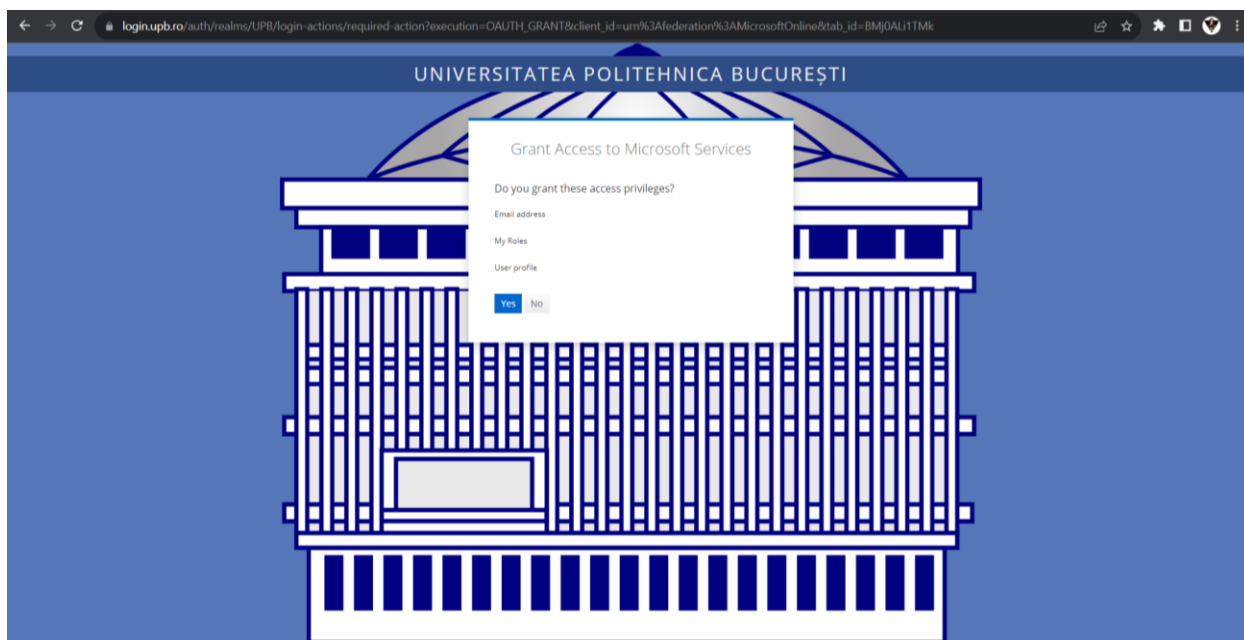 login.upb.ro/auth/realms/UPB/login-actions/required-action?execution=OAUTH_GRANT&client_id=urn%3Afederation%3AMicrosoftOnline&tab_id=BMj0ALi1TMk
UNIVERSITATEA POLITEHNICA BUCUREȘTI
Grant Access to Microsoft Services
Do you grant these access privileges?
Email address
My Roles
User profile
Yes No